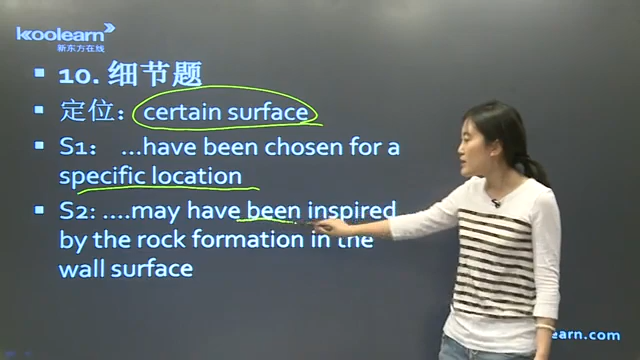 koolearn
新东方在线
10. 细节题
定位： certain surface
S1： ...have been chosen for a
specific location
S2: ....may have been inspired
by the rock formation in the
wall surface
learn.com